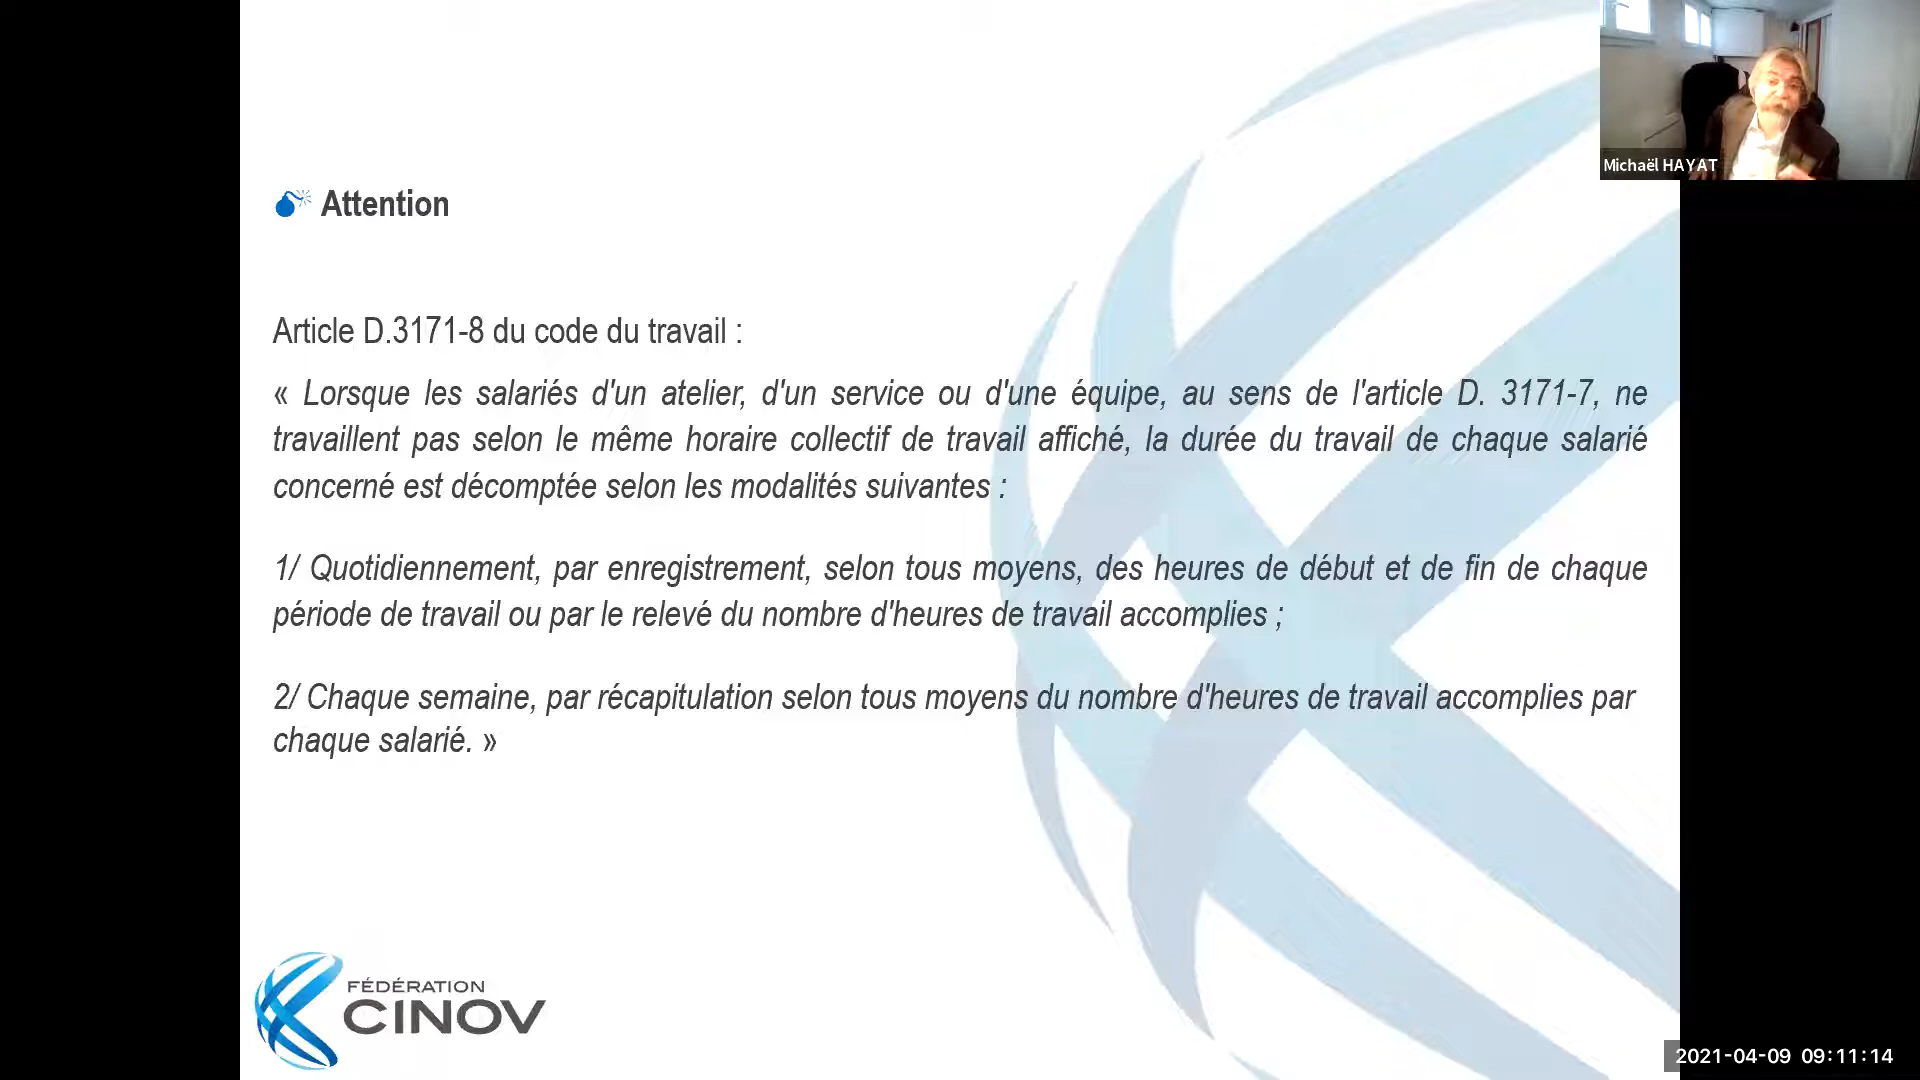 Michaël HAYAT
Attention
Article D.3171-8 du code du travail :
« Lorsque les salariés d'un atelier, d'un service ou d'une équipe, au sens de l'article D. 3171-7, ne
travaillent pas selon le même horaire collectif de travail affiché, la durée du travail de chaque salarié
concerné est décomptée selon les modalités suivantes :
1/ Quotidiennement, par enregistrement, selon tous moyens, des heures de début et de fin de chaque
période de travail ou par le relevé du nombre d'heures de travail accomplies ;
2/ Chaque semaine, par récapitulation selon tous moyens du nombre d'heures de travail accomplies par
chaque salarié. »
FÉDÉRATION
CINOV
2021-04-09 09:11:14